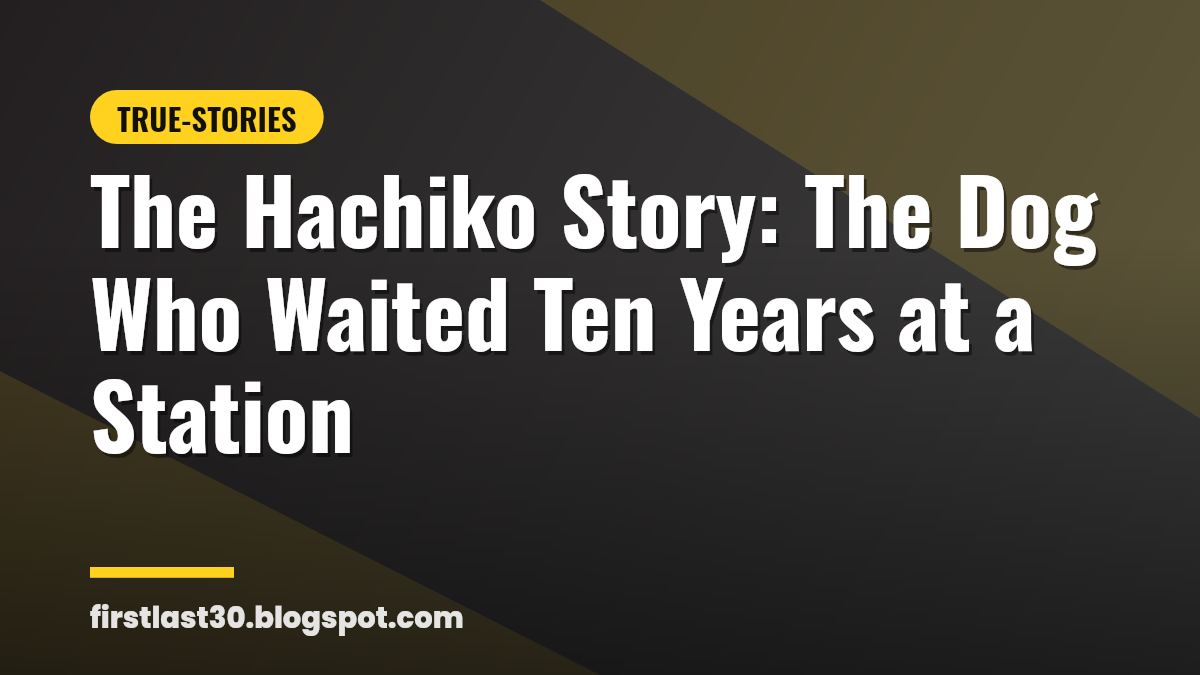 TRUE-STORIES
The Hachiko Story: The Dog
Who Waited Ten Years at a
Station
firstlast30.blogspot.com